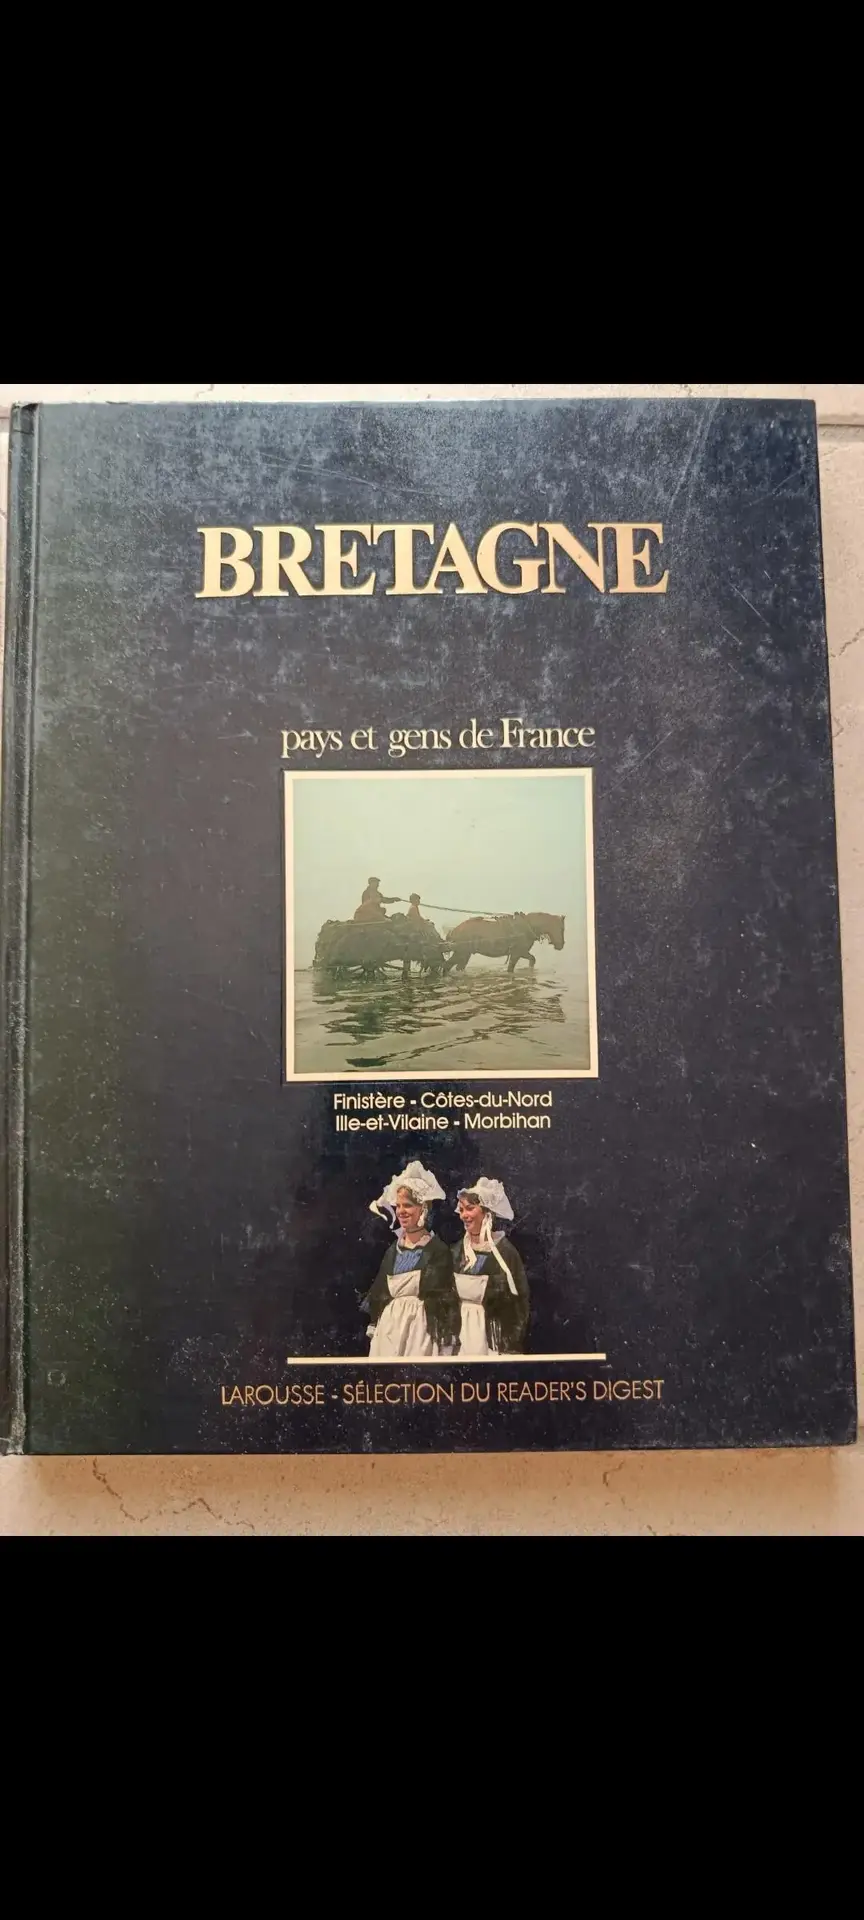 BRETAGNE
pays et gens de France
Finistère - Côtes-du-Nord
Ille-et-Vilaine - Morbihan
LAROUSSE - SÉLECTION DU READER'S DIGEST